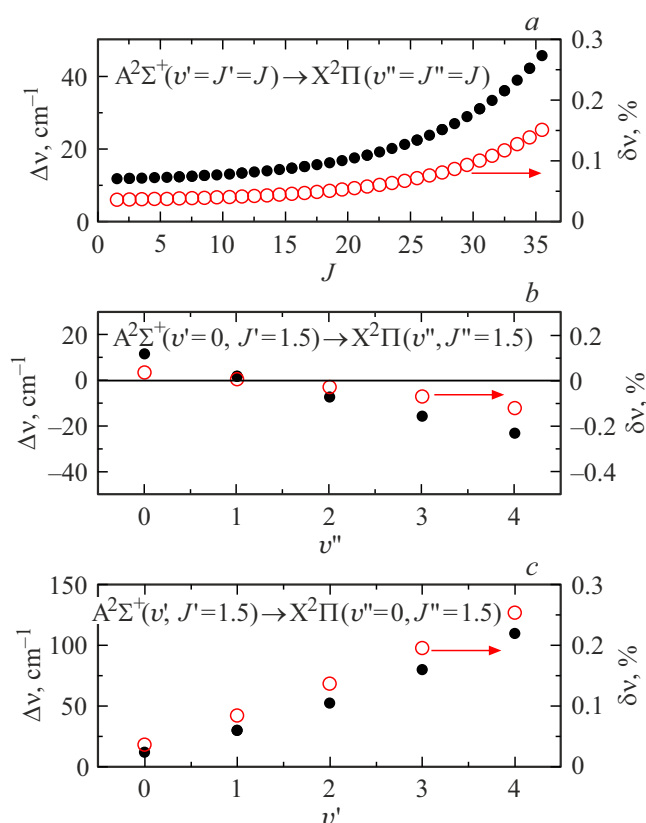 a
A²Σ⁺(υ' = J' = J) → X²Π(υ'' = J'' = J)
Δν, cm⁻¹
40
20
0
0.3
0.2
0.1
0
δν, %
0 5 10 15 20 25 30 35
J
b
A²Σ⁺(υ' = 0, J' = 1.5) → X²Π(υ'', J'' = 1.5)
Δν, cm⁻¹
20
0
–20
–40
0.2
0
–0.2
–0.4
δν, %
0 1 2 3 4
υ''
c
A²Σ⁺(υ', J' = 1.5) → X²Π(υ'' = 0, J'' = 1.5)
Δν, cm⁻¹
150
100
50
0
0.3
0.2
0.1
0
δν, %
0 1 2 3 4
υ'